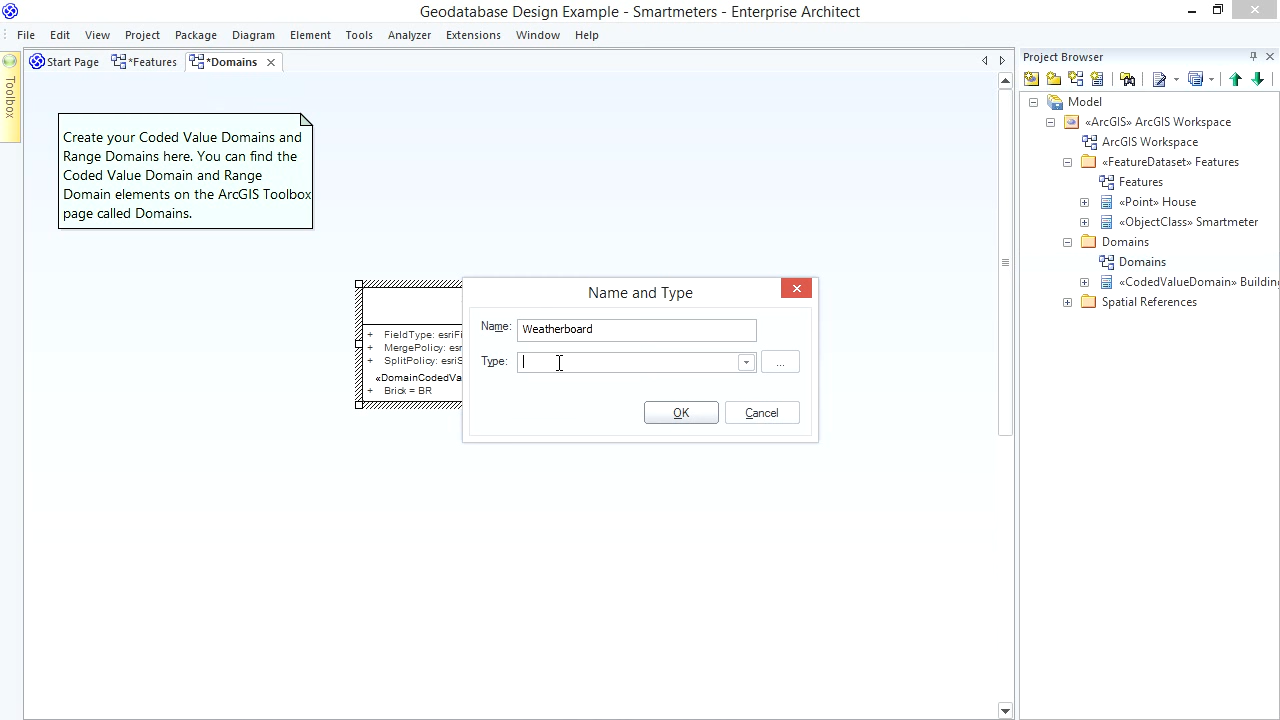 Geodatabase Design Example - Smartmeters - Enterprise Architect
File Edit View Project Package Diagram Element Tools Analyzer Extensions Window Help
Start Page *Features *Domains
Toolbox
Create your Coded Value Domains and
Range Domains here. You can find the
Coded Value Domain and Range
Domain elements on the ArcGIS Toolbox
page called Domains.
+ FieldType: esriFi
+ MergePolicy: esr
+ SplitPolicy: esriS
«DomainCodedVa
+ Brick = BR
Name and Type
Name: Weatherboard
Type:
...
OK Cancel
Project Browser
Model
«ArcGIS» ArcGIS Workspace
ArcGIS Workspace
«FeatureDataset» Features
Features
«Point» House
«ObjectClass» Smartmeter
Domains
Domains
«CodedValueDomain» Building
Spatial References